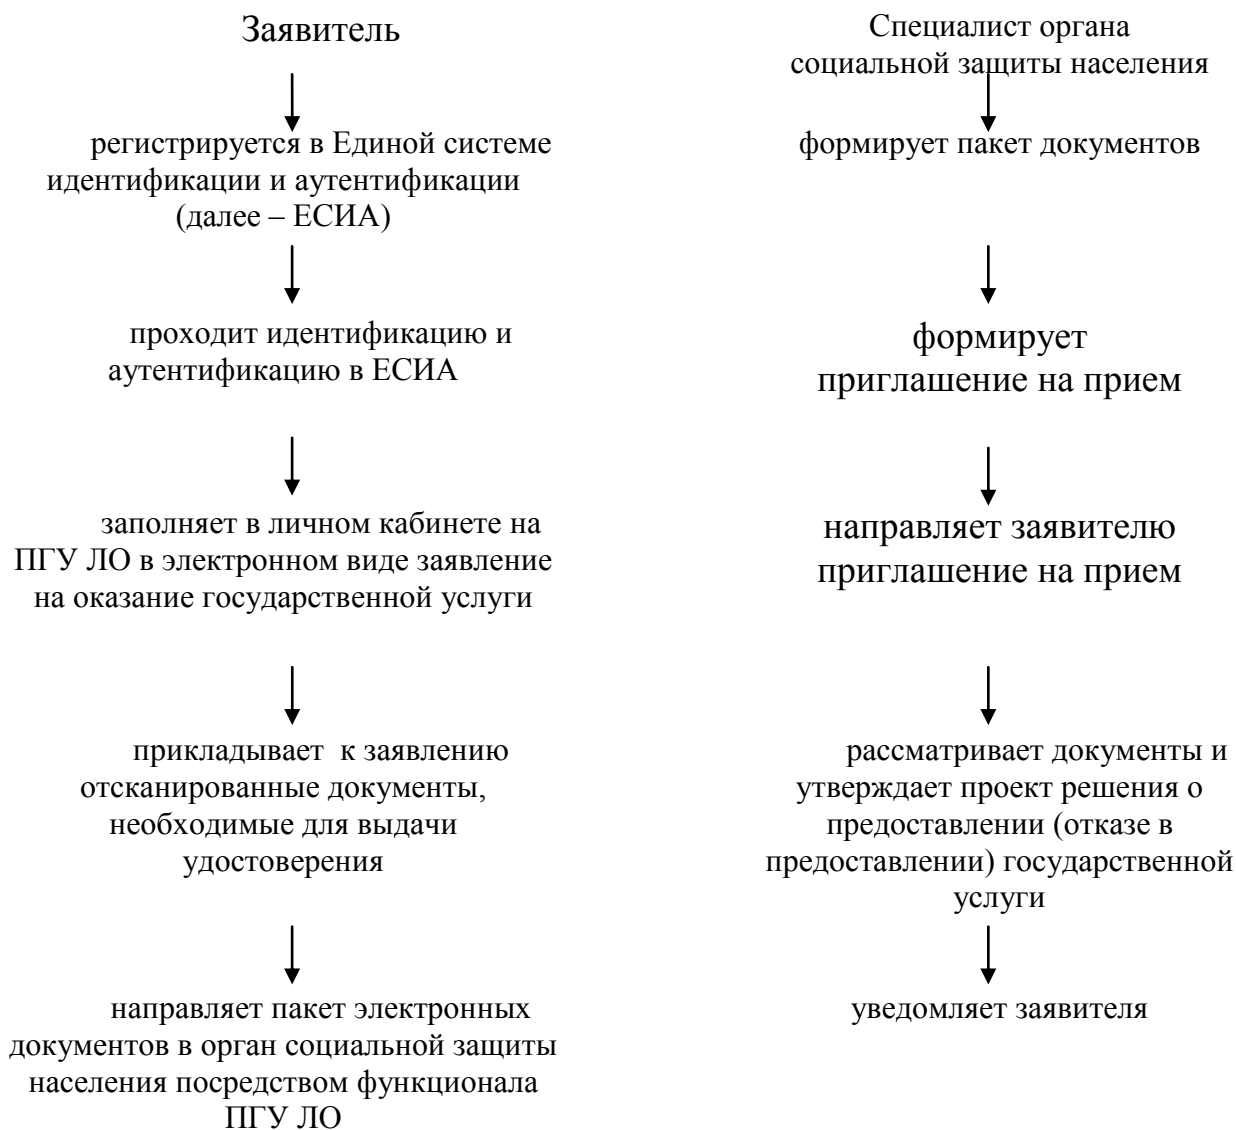 Заявитель
регистрируется в Единой системе
идентификации и аутентификации
(далее – ЕСИА)
проходит идентификацию и
аутентификацию в ЕСИА
заполняет в личном кабинете на
ПГУ ЛО в электронном виде заявление
на оказание государственной услуги
прикладывает к заявлению
отсканированные документы,
необходимые для выдачи
удостоверения
направляет пакет электронных
документов в орган социальной защиты
населения посредством функционала
ПГУ ЛО
Специалист органа
социальной защиты населения
формирует пакет документов
формирует
приглашение на прием
направляет заявителю
приглашение на прием
рассматривает документы и
утверждает проект решения о
предоставлении (отказе в
предоставлении) государственной
услуги
уведомляет заявителя